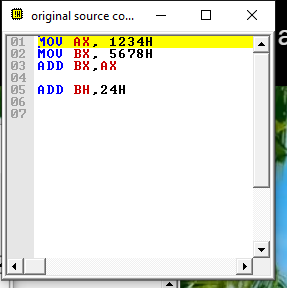 original source co...
01 MOV AX, 1234H
02 MOV BX, 5678H
03 ADD BX,AX
04
05 ADD BH,24H
06
07
a